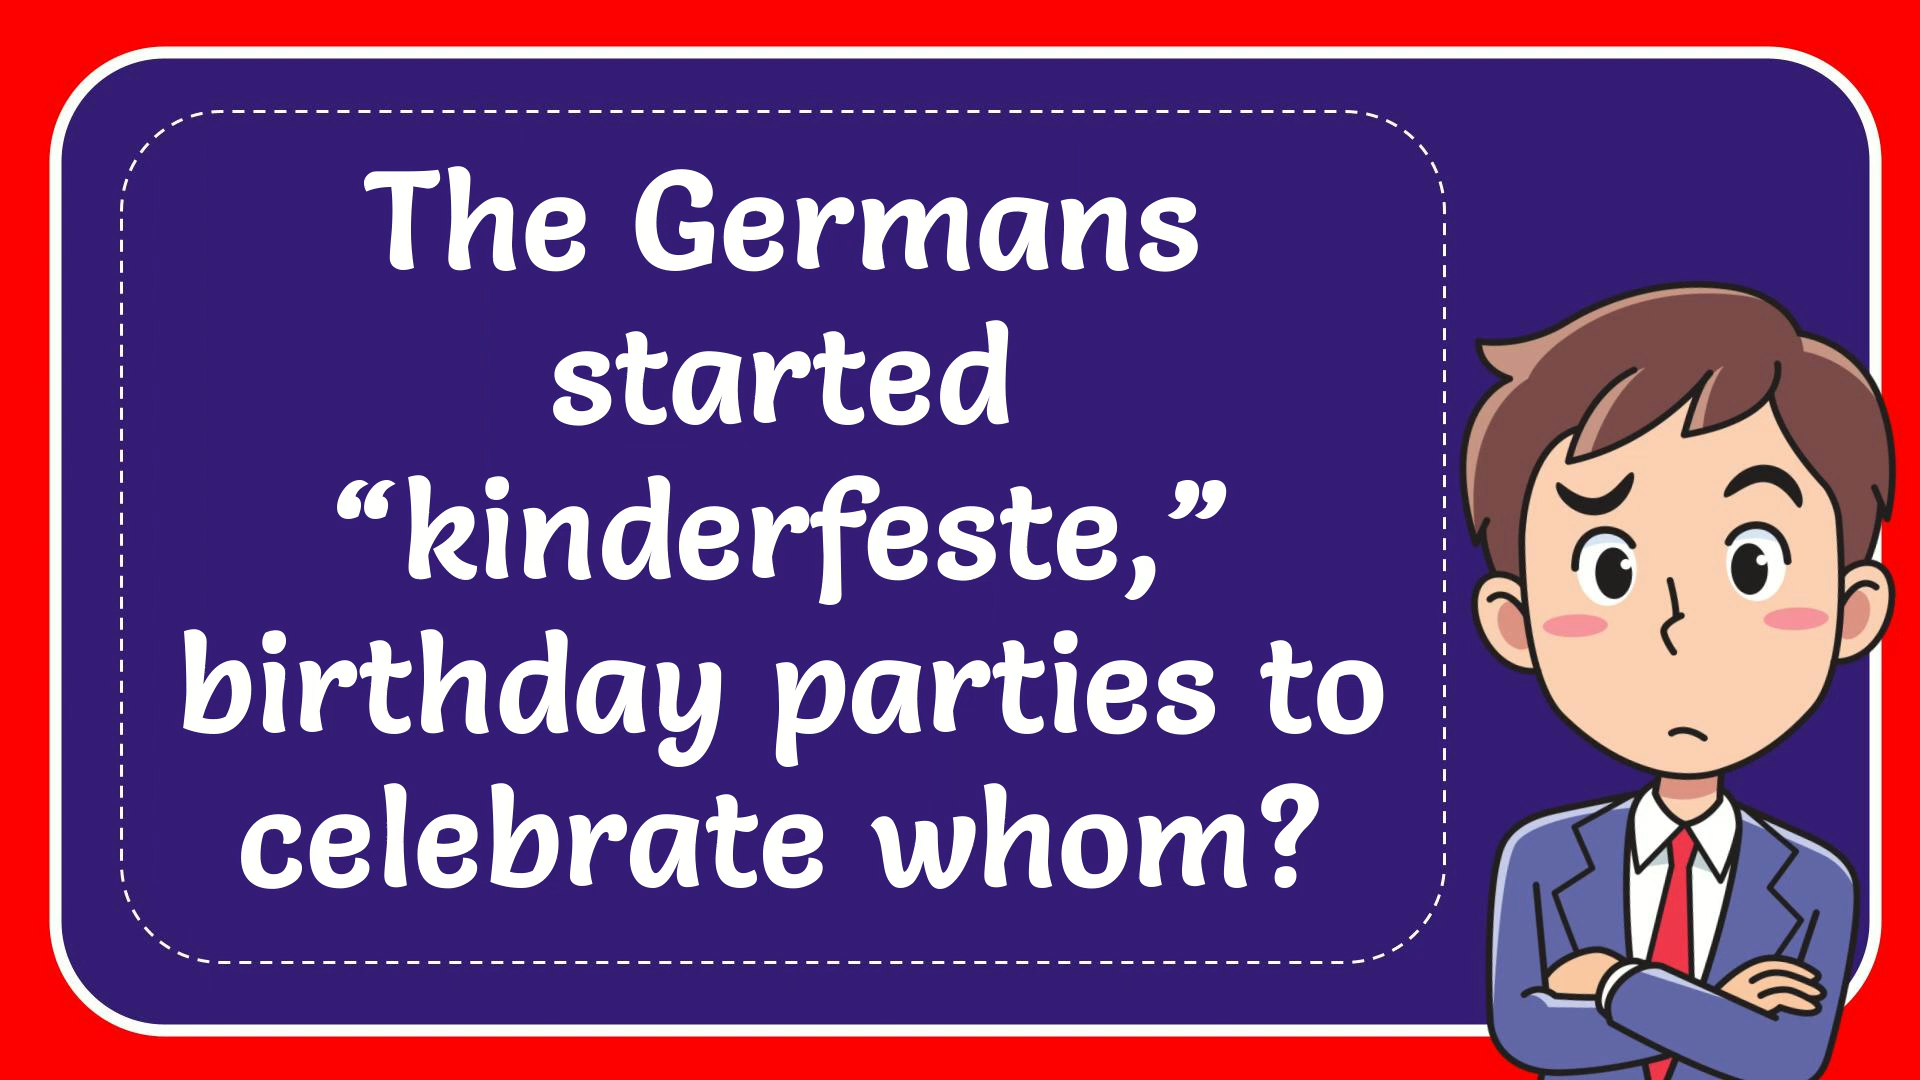 The Germans
started
“kinderfeste,”
birthday parties to
celebrate whom?